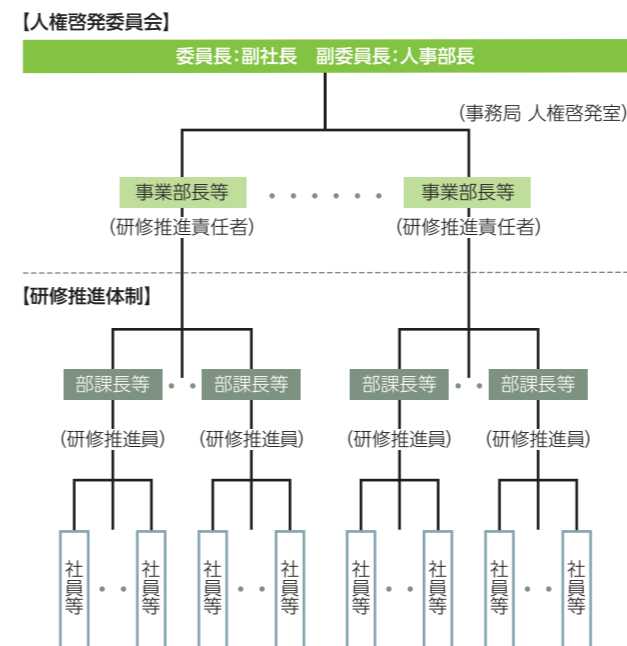 【人権啓発委員会】
委員長:副社長　副委員長:人事部長
(事務局 人権啓発室)
事業部長等 ・・・・・・ 事業部長等
(研修推進責任者) (研修推進責任者)
【研修推進体制】
部課長等 ・・ 部課長等 部課長等 ・・ 部課長等
(研修推進員) (研修推進員) (研修推進員) (研修推進員)
社員等 ・・ 社員等 社員等 ・・ 社員等 社員等 ・・ 社員等 社員等 ・・ 社員等